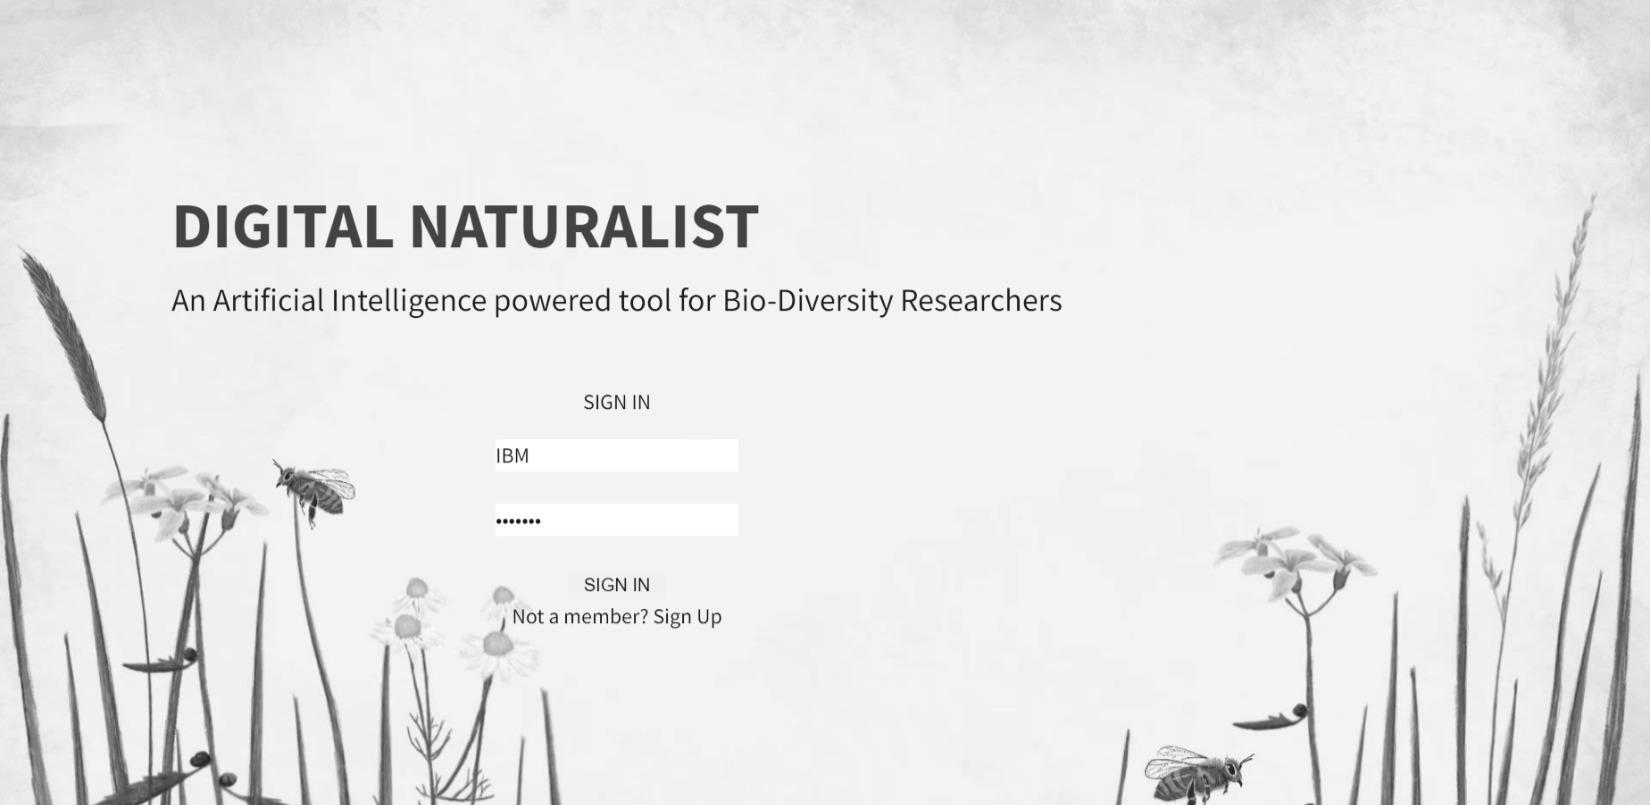 DIGITAL NATURALIST
An Artificial Intelligence powered tool for Bio-Diversity Researchers
SIGN IN
IBM
•••••••
SIGN IN
Not a member? Sign Up